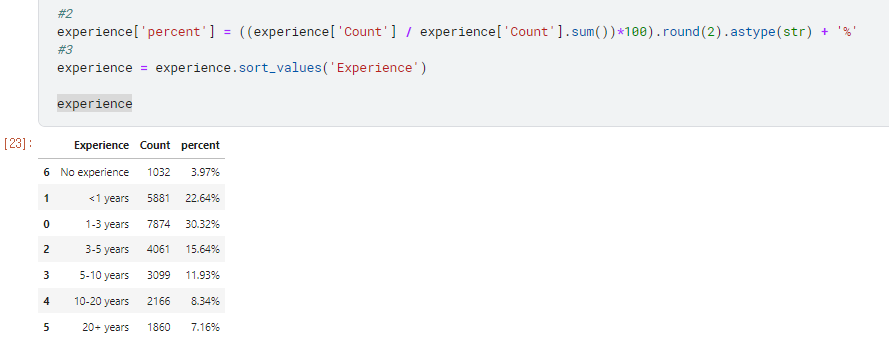 #2
experience['percent'] = ((experience['Count'] / experience['Count'].sum())*100).round(2).astype(str) + '%'
#3
experience = experience.sort_values('Experience')
experience
[23]:
Experience Count percent
6 No experience 1032 3.97%
1 <1 years 5881 22.64%
0 1-3 years 7874 30.32%
2 3-5 years 4061 15.64%
3 5-10 years 3099 11.93%
4 10-20 years 2166 8.34%
5 20+ years 1860 7.16%